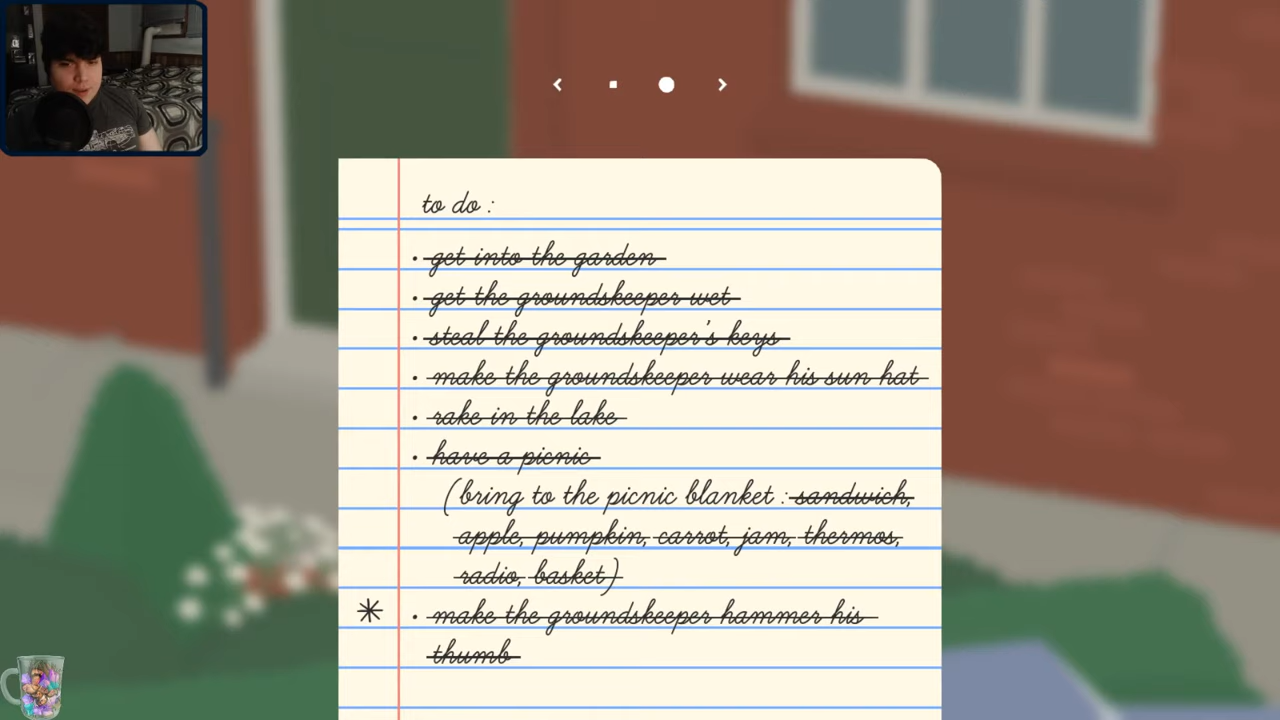 to do :
• get into the garden
• get the groundskeeper wet
• steal the groundskeeper's keys
• make the groundskeeper wear his sun hat
• rake in the lake
• have a picnic
(bring to the picnic blanket : sandwich,
apple, pumpkin, carrot, jam, thermos,
radio, basket)
• make the groundskeeper hammer his
thumb